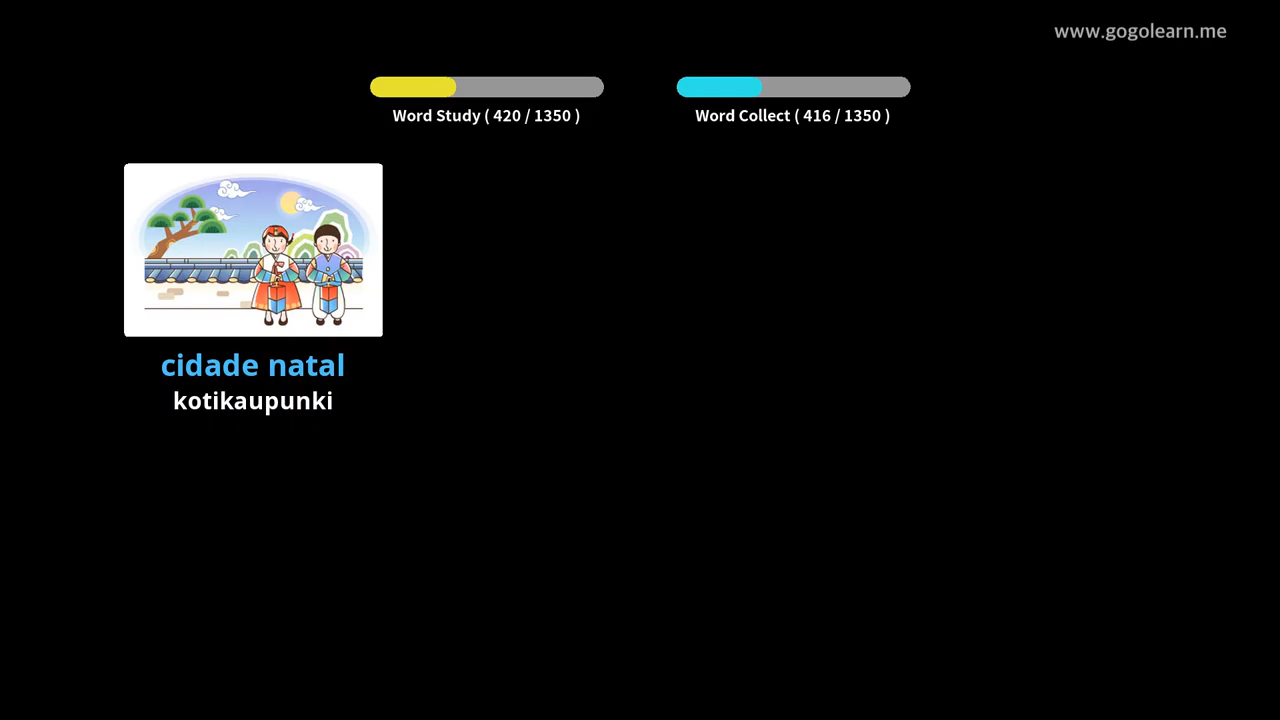 www.gogolearn.me
Word Study ( 420 / 1350 )
Word Collect ( 416 / 1350 )
cidade natal
kotikaupunki